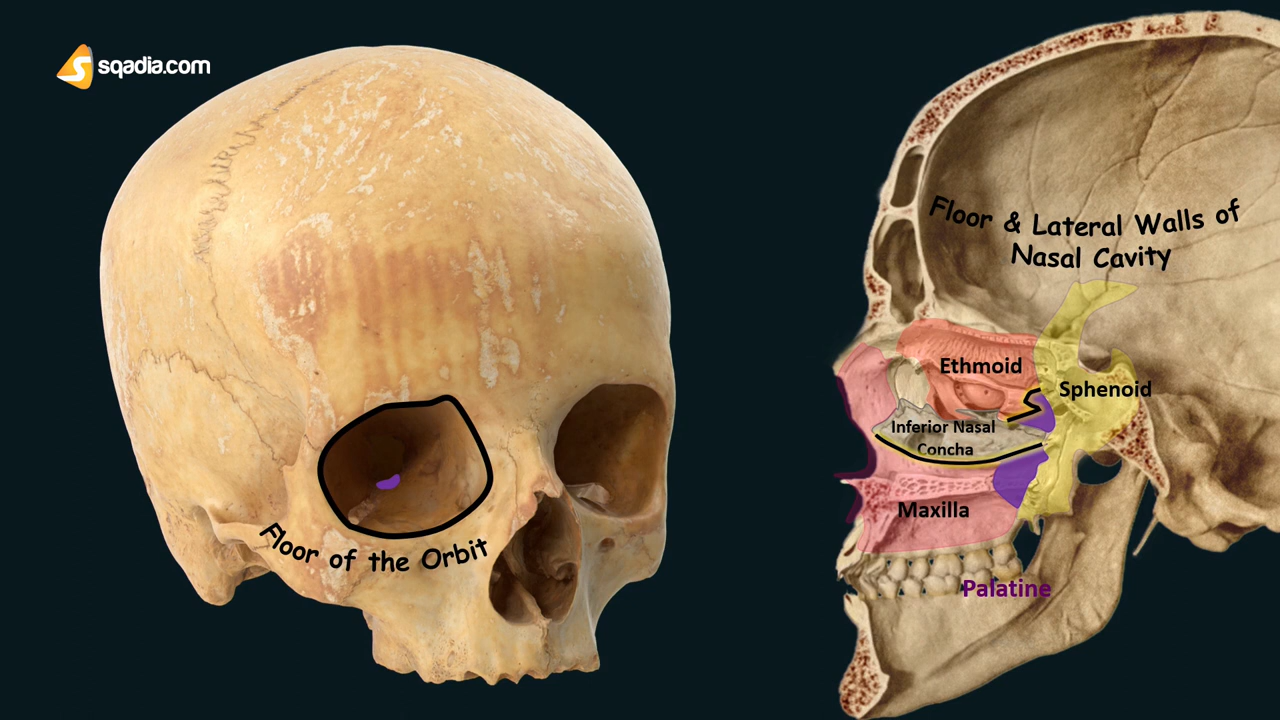 sqadia.com
Floor of the Orbit
Floor & Lateral Walls of
Nasal Cavity
Ethmoid
Sphenoid
Inferior Nasal
Concha
Maxilla
Palatine